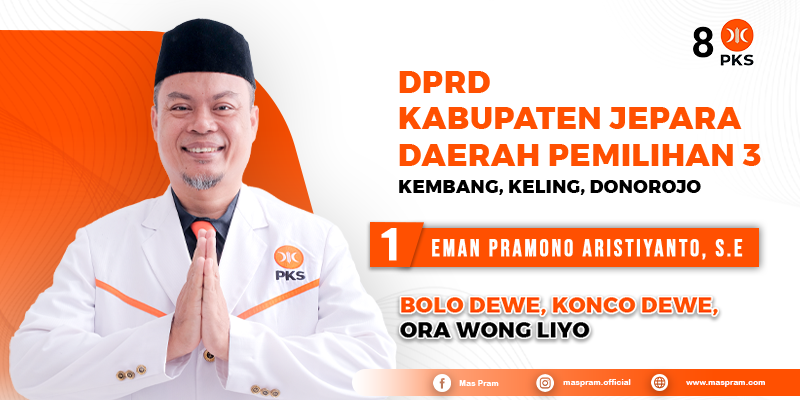 8
PKS
DPRD
KABUPATEN JEPARA
DAERAH PEMILIHAN 3
KEMBANG, KELING, DONOROJO
1 EMAN PRAMONO ARISTIYANTO, S.E
PKS
BOLO DEWE, KONCO DEWE,
ORA WONG LIYO
Mas Pram maspram.official www.maspram.com